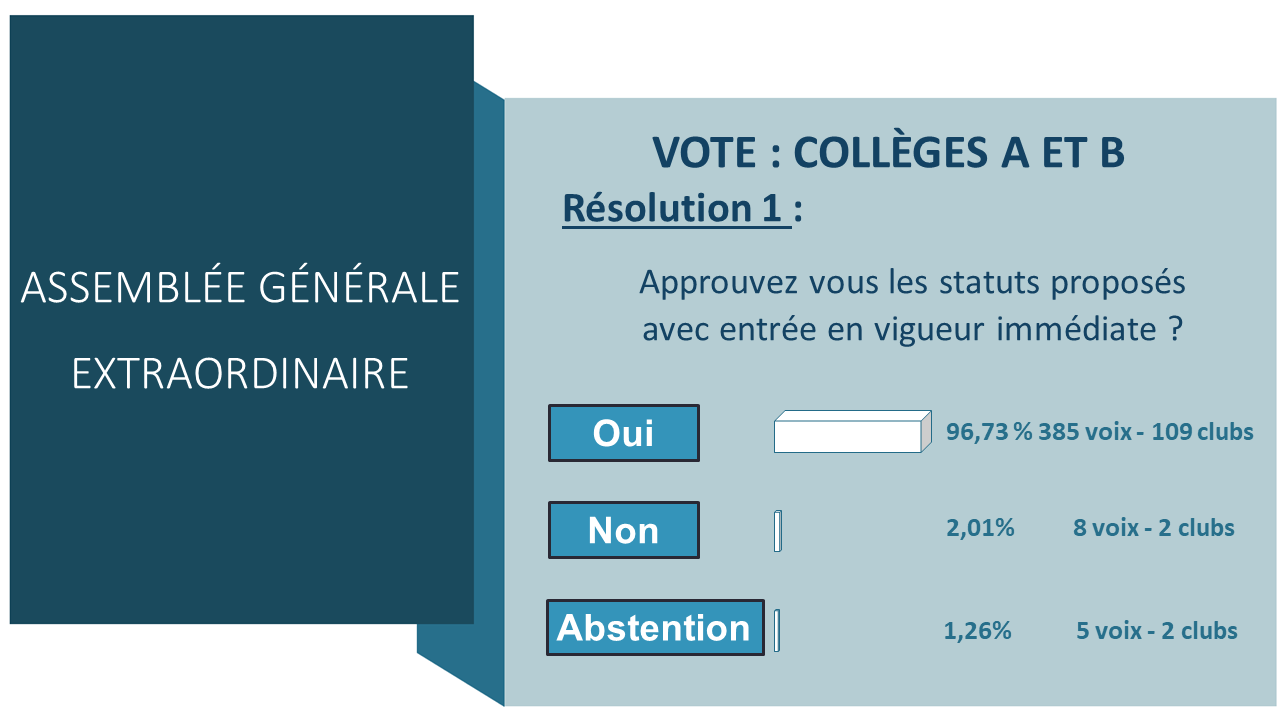 ASSEMBLÉE GÉNÉRALE
EXTRAORDINAIRE
VOTE : COLLÈGES A ET B
Résolution 1 :
Approuvez vous les statuts proposés
avec entrée en vigueur immédiate ?
Oui 96,73 % 385 voix - 109 clubs
Non 2,01% 8 voix - 2 clubs
Abstention 1,26% 5 voix - 2 clubs